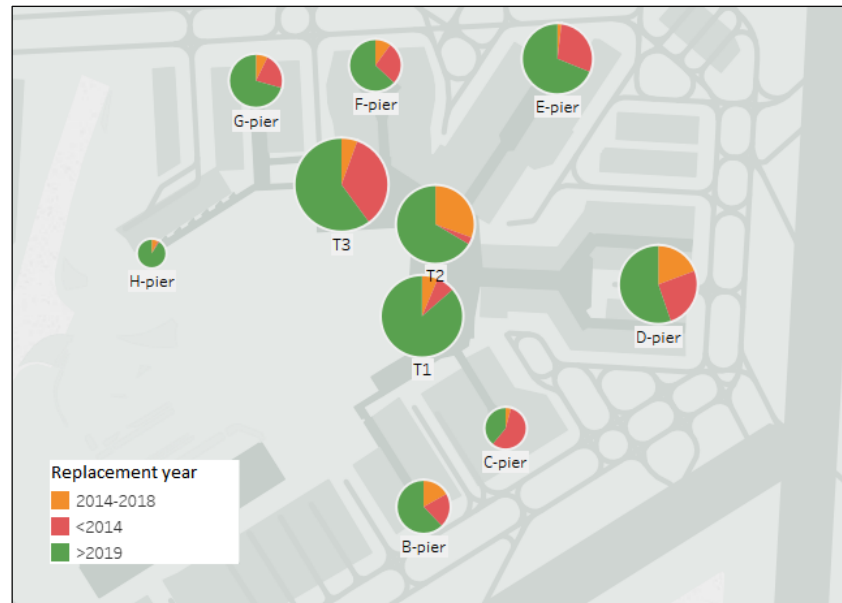 E-pier
F-pier
G-pier
T3
T2
H-pier
D-pier
T1
C-pier
B-pier
Replacement year
2014-2018
<2014
>2019